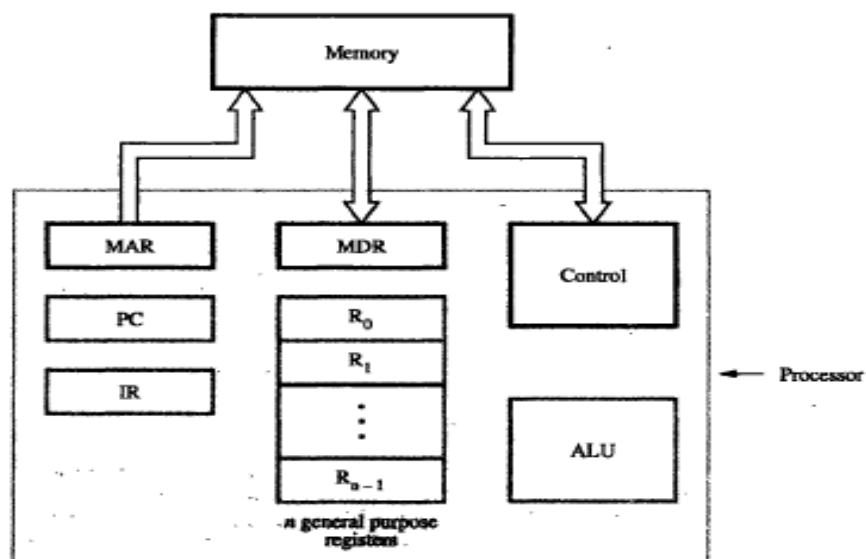 Memory
MAR
MDR
Control
PC
IR
R0
R1
Rn-1
ALU
Processor
n general purpose
registers